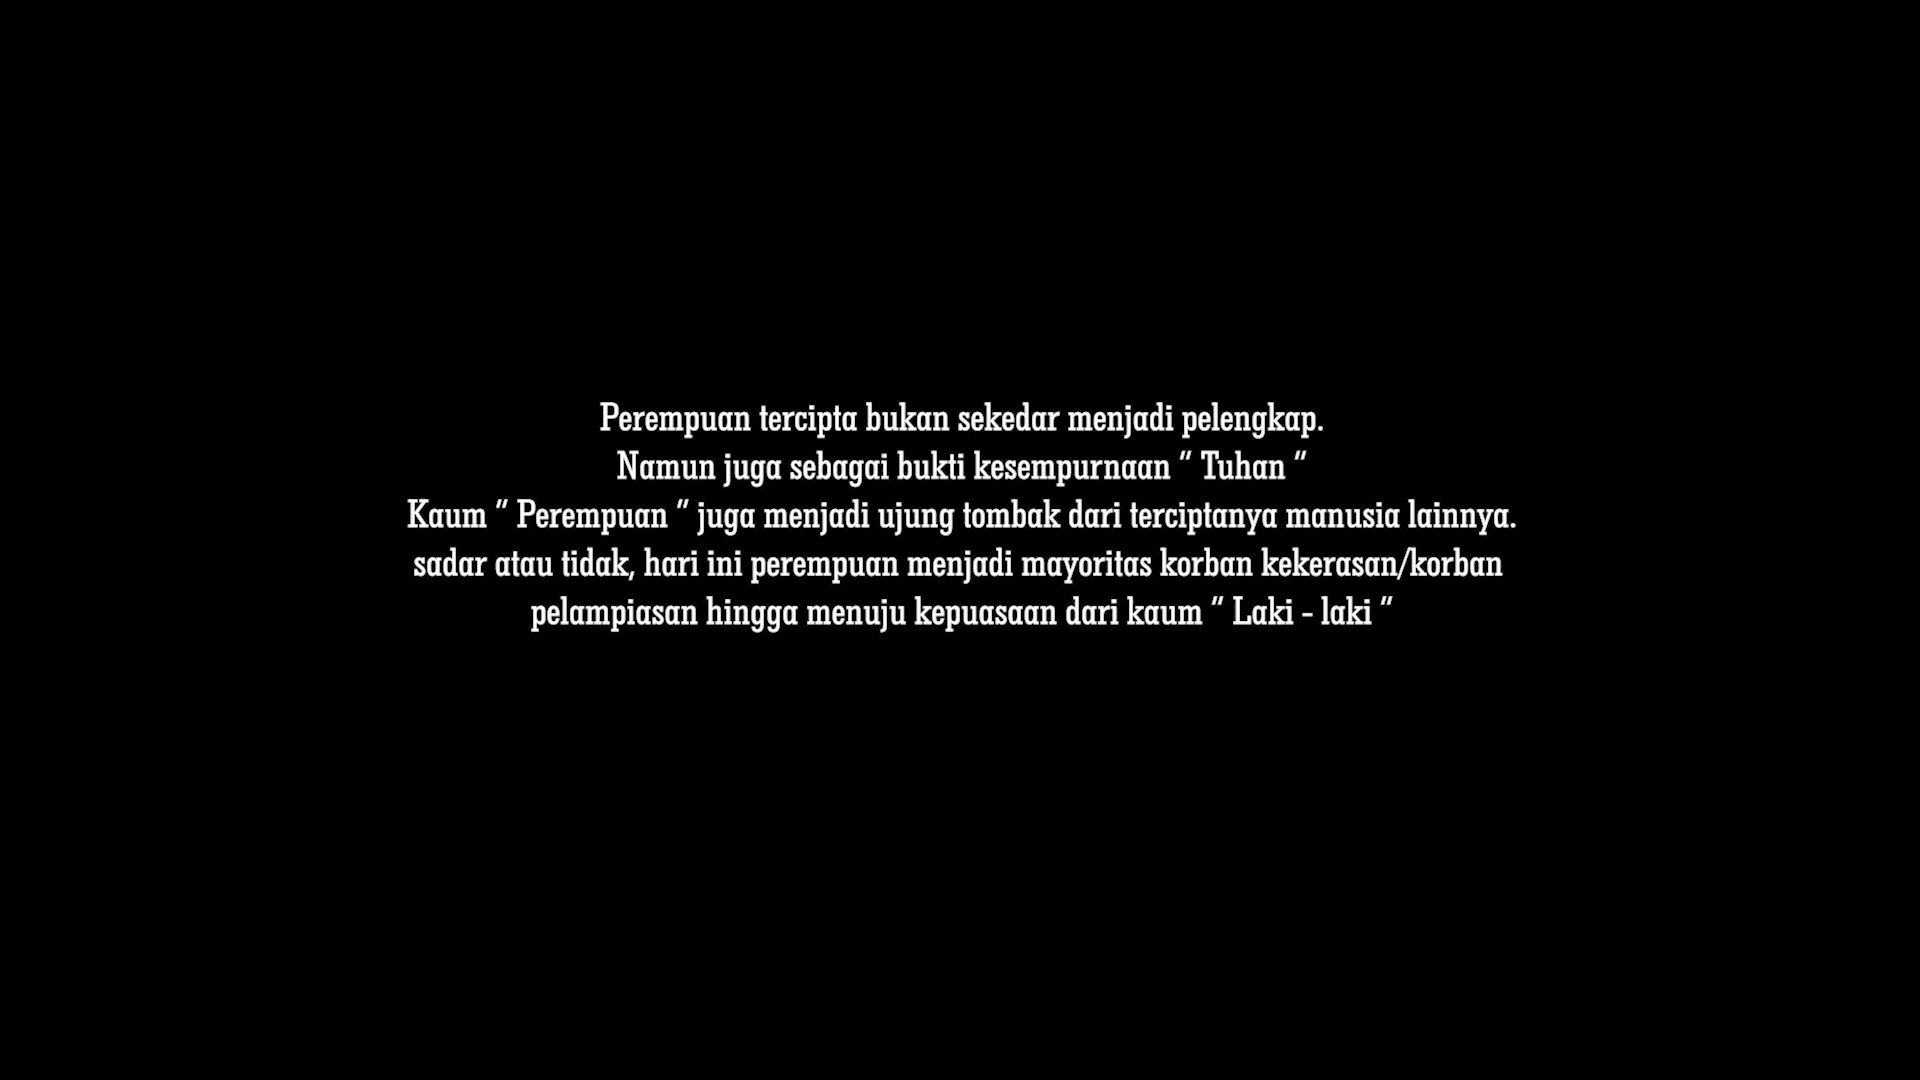 Perempuan tercipta bukan sekedar menjadi pelengkap.
Namun juga sebagai bukti kesempurnaan " Tuhan "
Kaum " Perempuan " juga menjadi ujung tombak dari terciptanya manusia lainnya.
sadar atau tidak, hari ini perempuan menjadi mayoritas korban kekerasan/korban
pelampiasan hingga menuju kepuasaan dari kaum " Laki - laki "